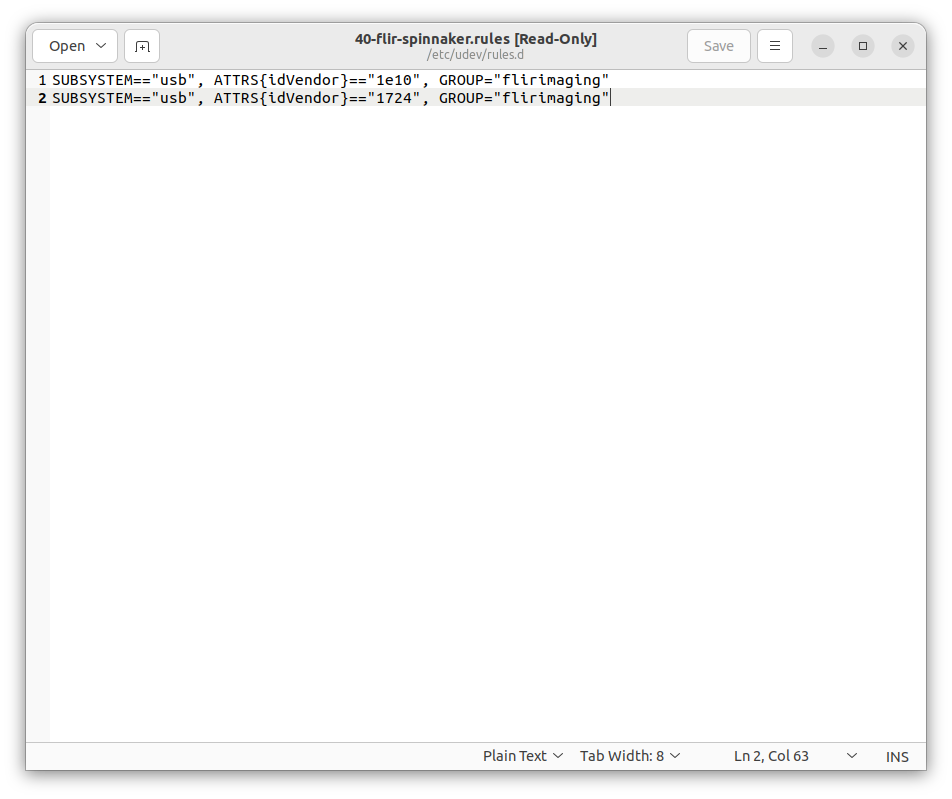 Open
40-flir-spinnaker.rules [Read-Only]
/etc/udev/rules.d
Save
1 SUBSYSTEM=="usb", ATTRS{idVendor}=="1e10", GROUP="flirimaging"
2 SUBSYSTEM=="usb", ATTRS{idVendor}=="1724", GROUP="flirimaging"
Plain Text Tab Width: 8 Ln 2, Col 63 INS